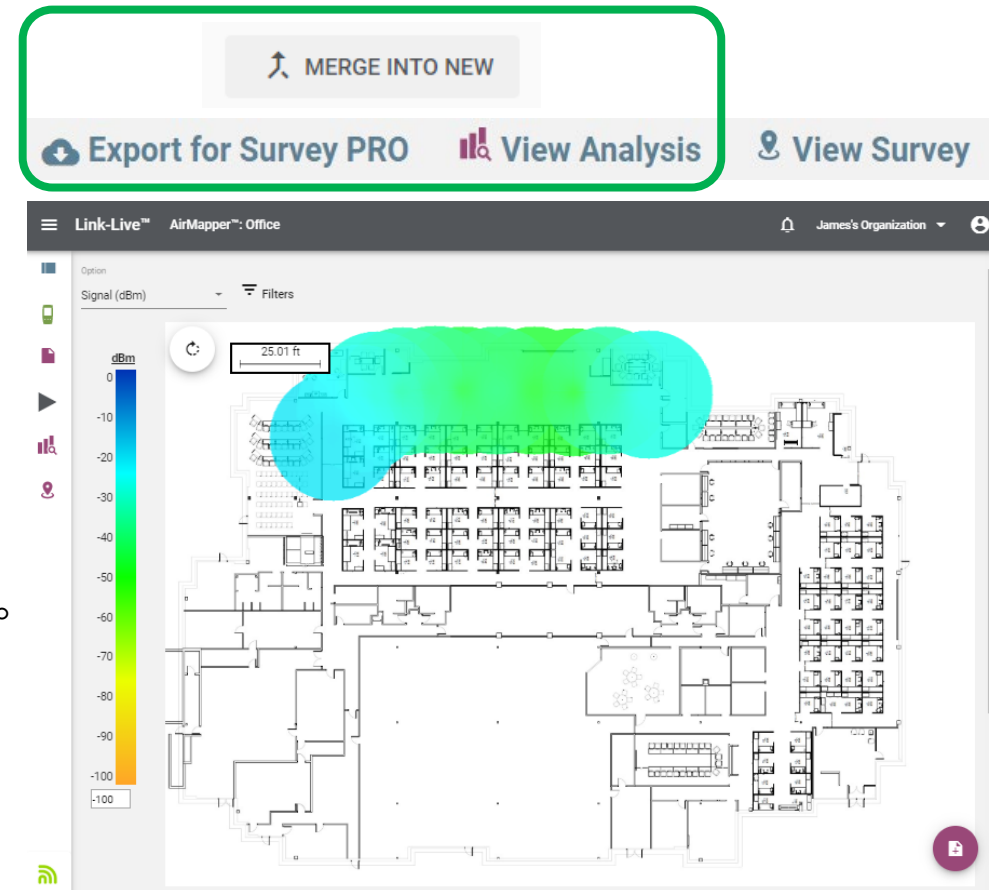 MERGE INTO NEW
Export for Survey PRO View Analysis View Survey
Link-Live™ AirMapper™: Office James's Organization
Option
Signal (dBm) Filters
25.01 ft
dBm
0
-10
-20
-30
-40
-50
-60
-70
-80
-90
-100
-100